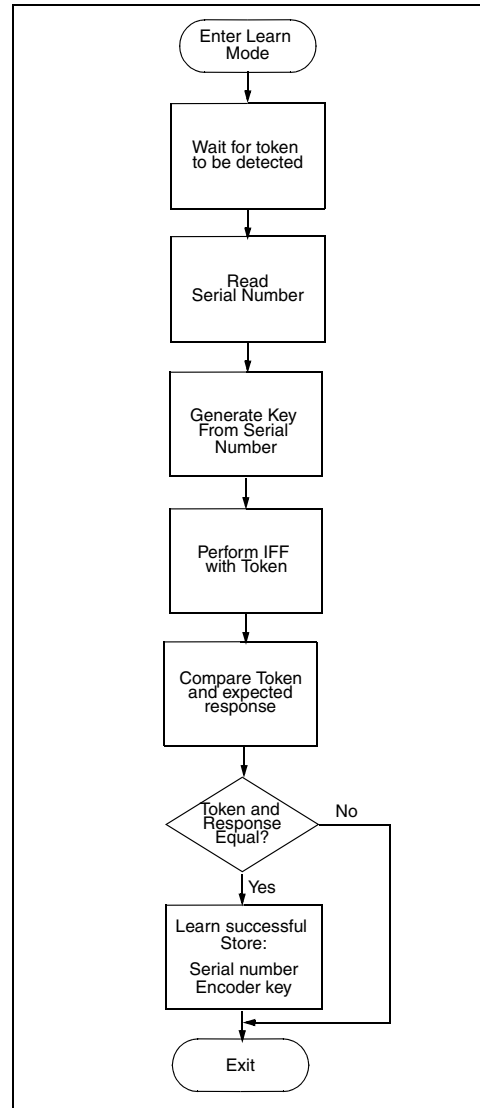 Enter Learn
Mode
Wait for token
to be detected
Read
Serial Number
Generate Key
From Serial
Number
Perform IFF
with Token
Compare Token
and expected
response
Token and
Response
Equal?
No
Yes
Learn successful
Store:
Serial number
Encoder key
Exit